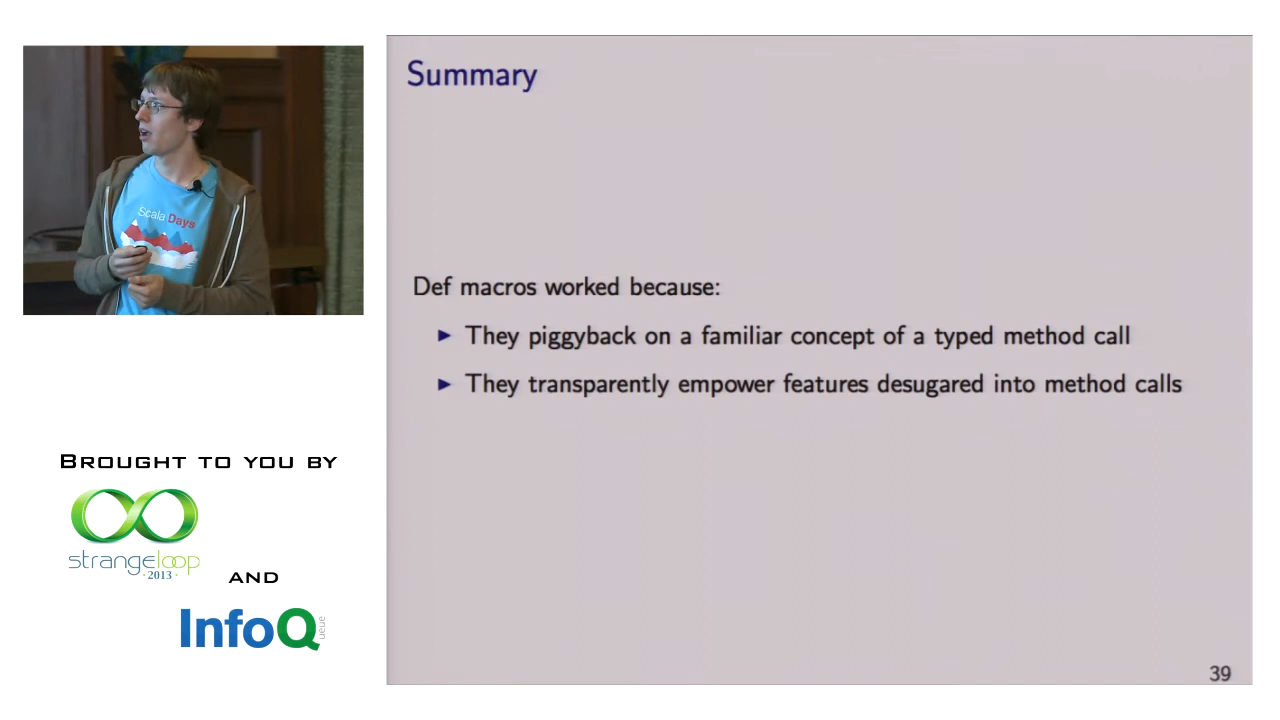 Summary
Scala Days
Def macros worked because:
▶ They piggyback on a familiar concept of a typed method call
▶ They transparently empower features desugared into method calls
BROUGHT TO YOU BY
strangeloop
· 2013 ·
AND
InfoQ
ueue
39